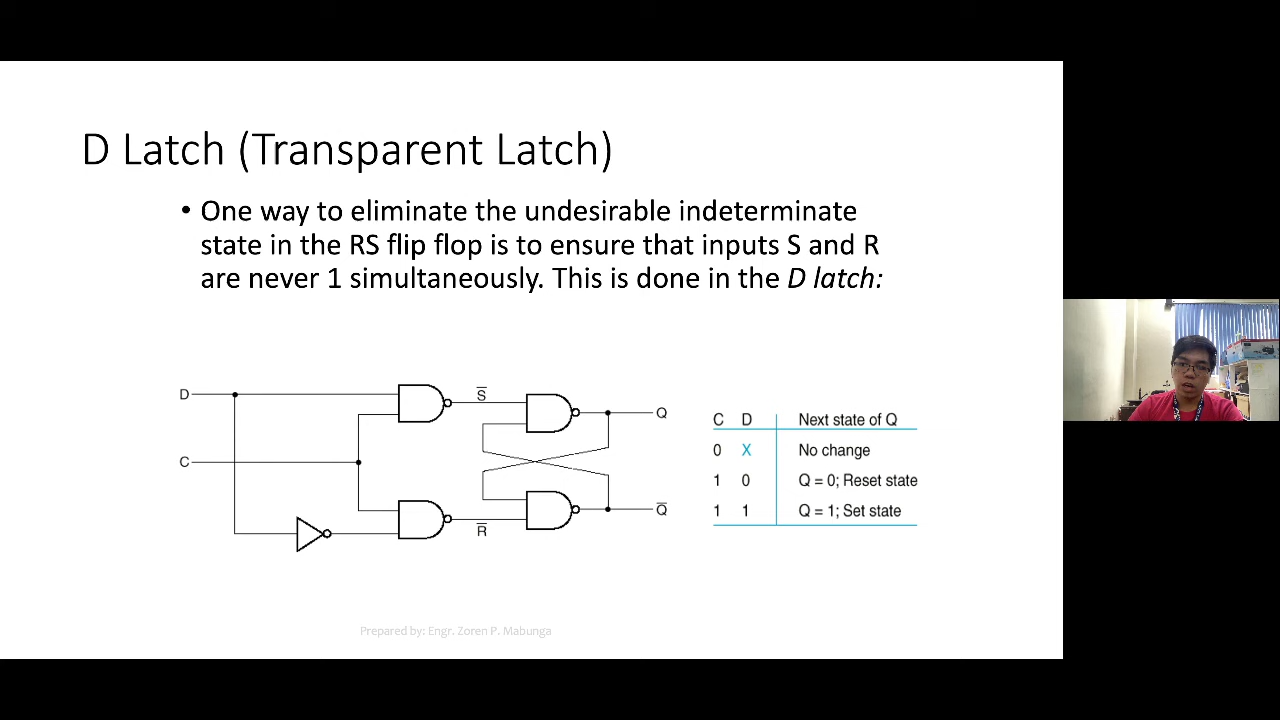 D Latch (Transparent Latch)
• One way to eliminate the undesirable indeterminate
state in the RS flip flop is to ensure that inputs S and R
are never 1 simultaneously. This is done in the D latch:
D
S̅
Q
C
R̅
Q̅
C D Next state of Q
0 X No change
1 0 Q = 0; Reset state
1 1 Q = 1; Set state
Prepared by: Engr. Zoren P. Mabunga